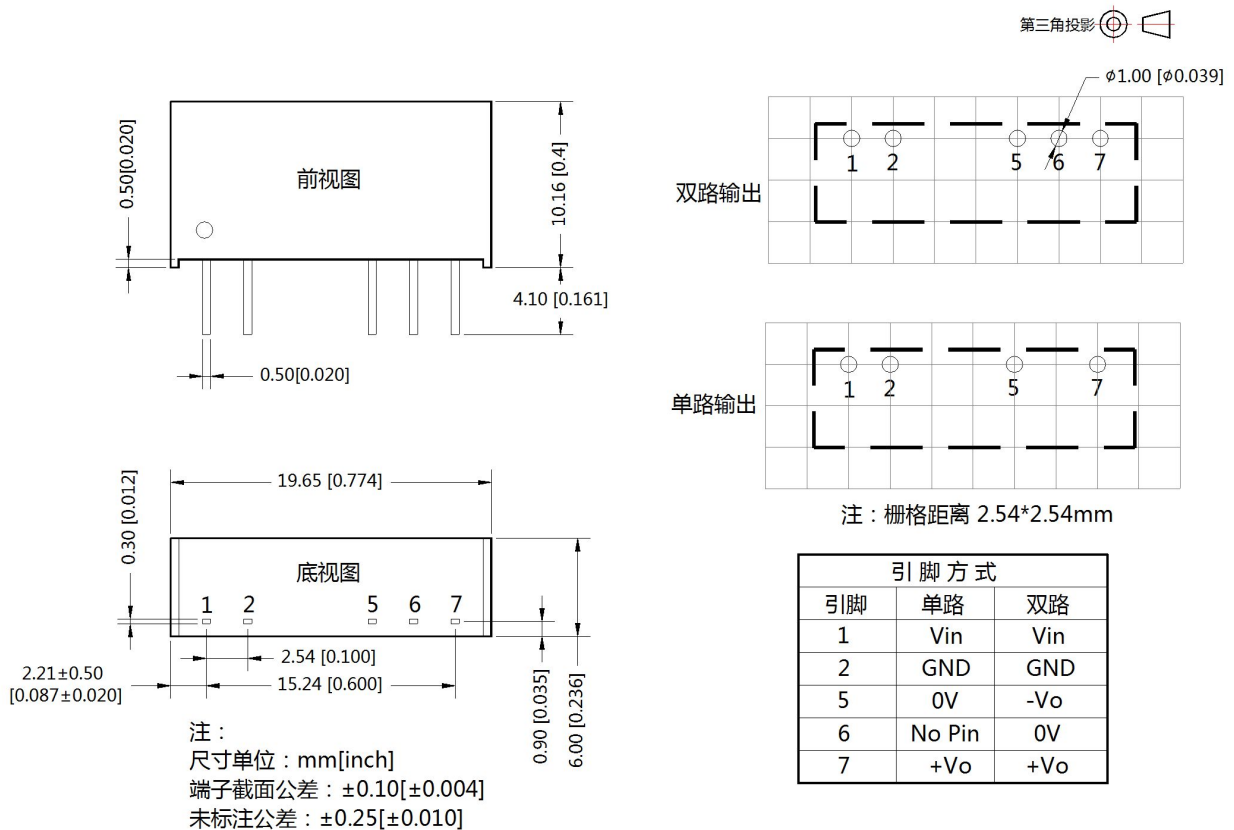 第三角投影
φ1.00 [φ0.039]
0.50[0.020]
前视图
10.16 [0.4]
4.10 [0.161]
0.50[0.020]
双路输出
1 2 5 6 7
单路输出
1 2 5 7
注：栅格距离 2.54*2.54mm
19.65 [0.774]
0.30 [0.012]
底视图
1 2 5 6 7
2.54 [0.100]
15.24 [0.600]
2.21±0.50
[0.087±0.020]
0.90 [0.035]
6.00 [0.236]
注：
尺寸单位：mm[inch]
端子截面公差：±0.10[±0.004]
未标注公差：±0.25[±0.010]
引脚方式
引脚 单路 双路
1 Vin Vin
2 GND GND
5 0V -Vo
6 No Pin 0V
7 +Vo +Vo